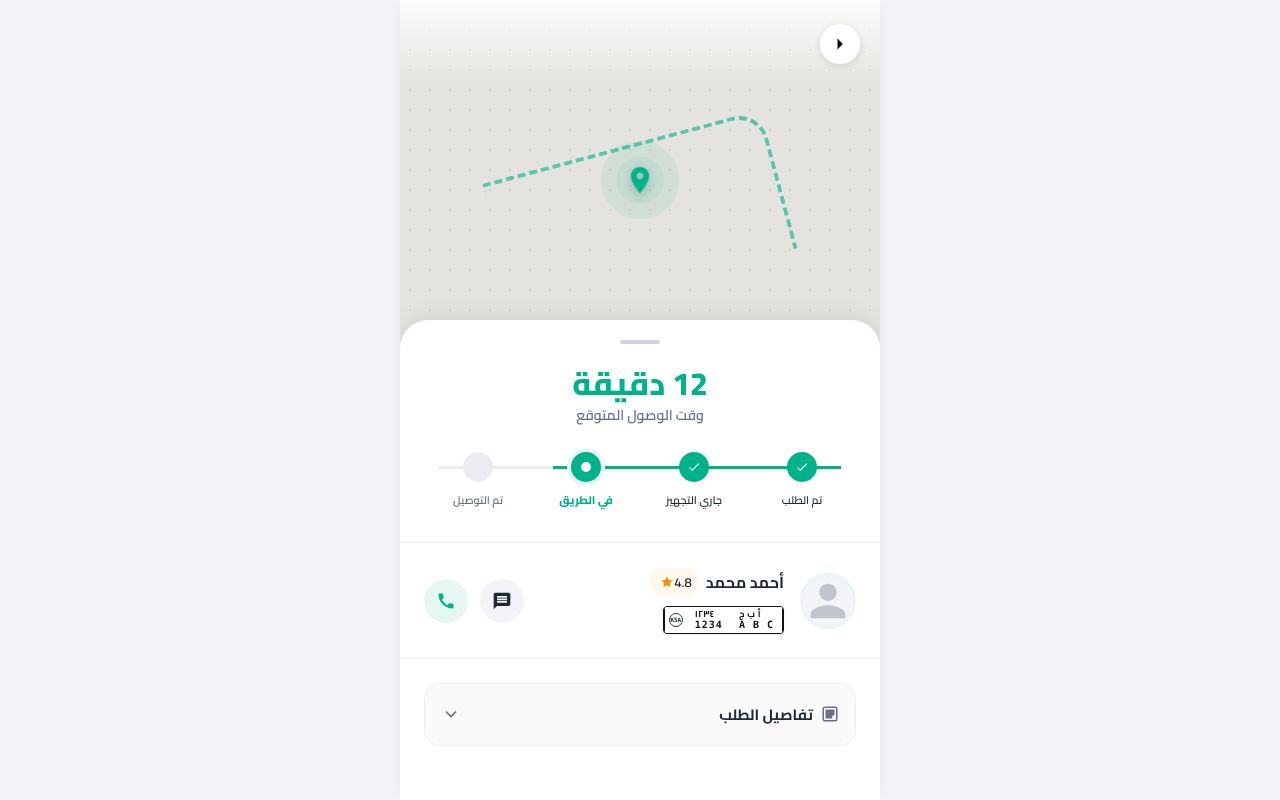 12 دقيقة
وقت الوصول المتوقع
تم الطلب
جاري التجهيز
في الطريق
تم التوصيل
أحمد محمد 4.8
أ ب ج ١٢٣٤ KSA
A B C 1234
تفاصيل الطلب